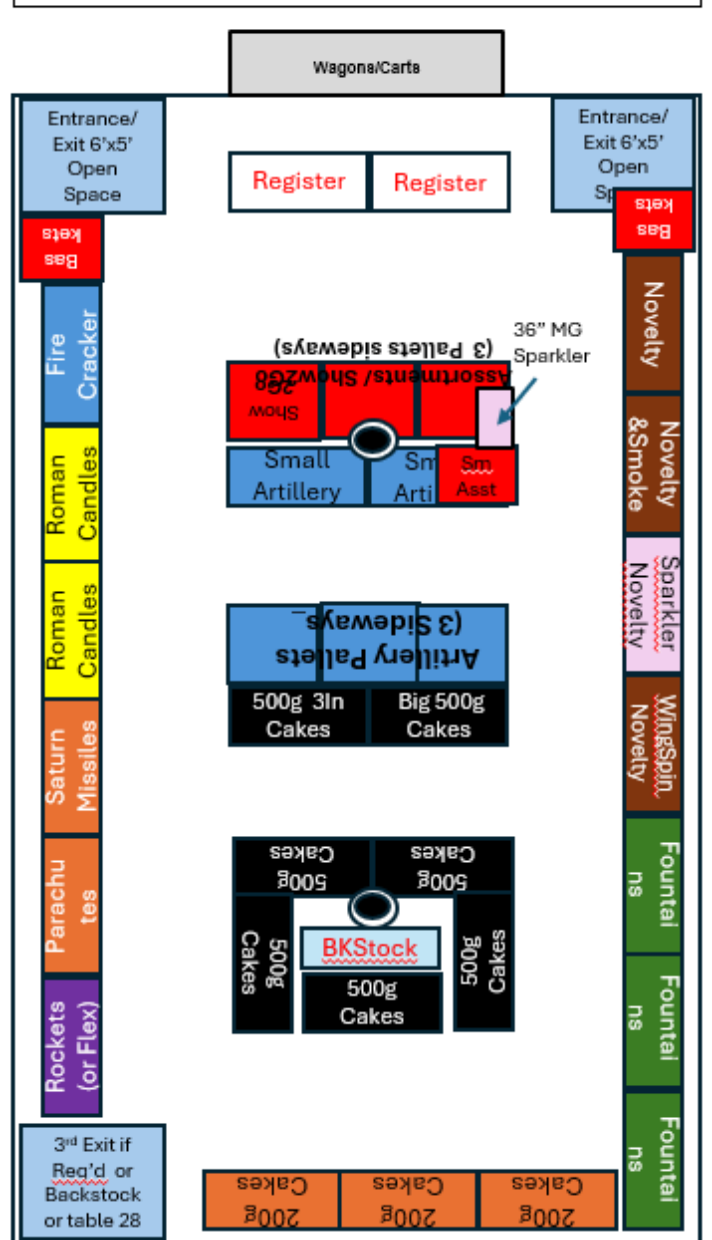 Wagons/Carts
Entrance/
Exit 6’x5’
Open
Space
Register
Register
Entrance/
Exit 6’x5’
Open
Bas
kets
Bas
kets
Fire
Cracker
Roman
Candles
Roman
Candles
Saturn
Missiles
Parachu
tes
Rockets
(or Flex)
3rd Exit if
Req’d or
Backstock
or table 28
36” MG
Sparkler
Assortments/ Show2Go
(3 Pallets sideways)
Show
2Go
Small
Artillery
Sm
Arti
Sm
Asst
Artillery Pallets
(3 Sideways_
500g 3In
Cakes
Big 500g
Cakes
500g
Cakes
500g
Cakes
500g
Cakes
BKStock
500g
Cakes
500g
Cakes
200g
Cakes
200g
Cakes
200g
Cakes
Novelty
Novelty
&Smoke
Sparkler
Novelty
WingSpin
Novelty
Fountai
ns
Fountai
ns
Fountai
ns